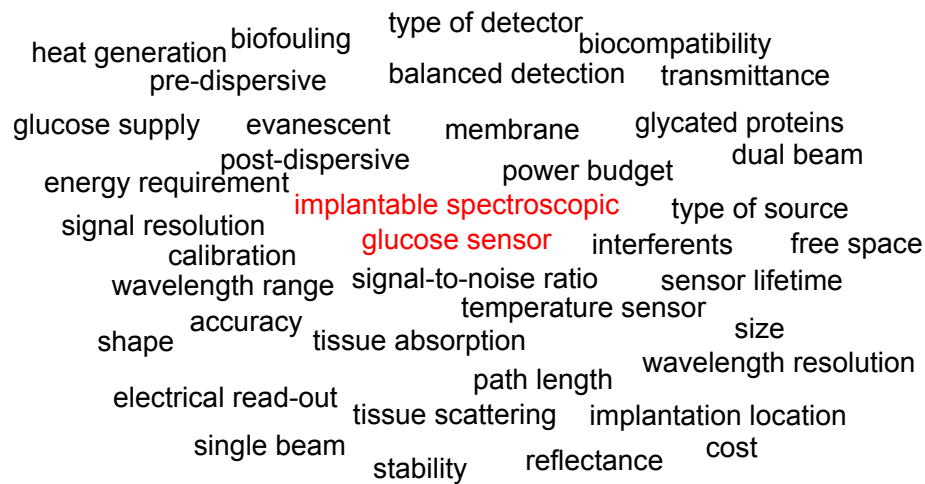 type of detector
heat generation
biofouling
biocompatibility
pre-dispersive
balanced detection
transmittance
glucose supply
evanescent
membrane
glycated proteins
post-dispersive
power budget
dual beam
energy requirement
implantable spectroscopic
glucose sensor
type of source
signal resolution
interferents
free space
calibration
wavelength range
signal-to-noise ratio
sensor lifetime
temperature sensor
accuracy
size
shape
tissue absorption
wavelength resolution
path length
electrical read-out
tissue scattering
implantation location
single beam
cost
stability
reflectance